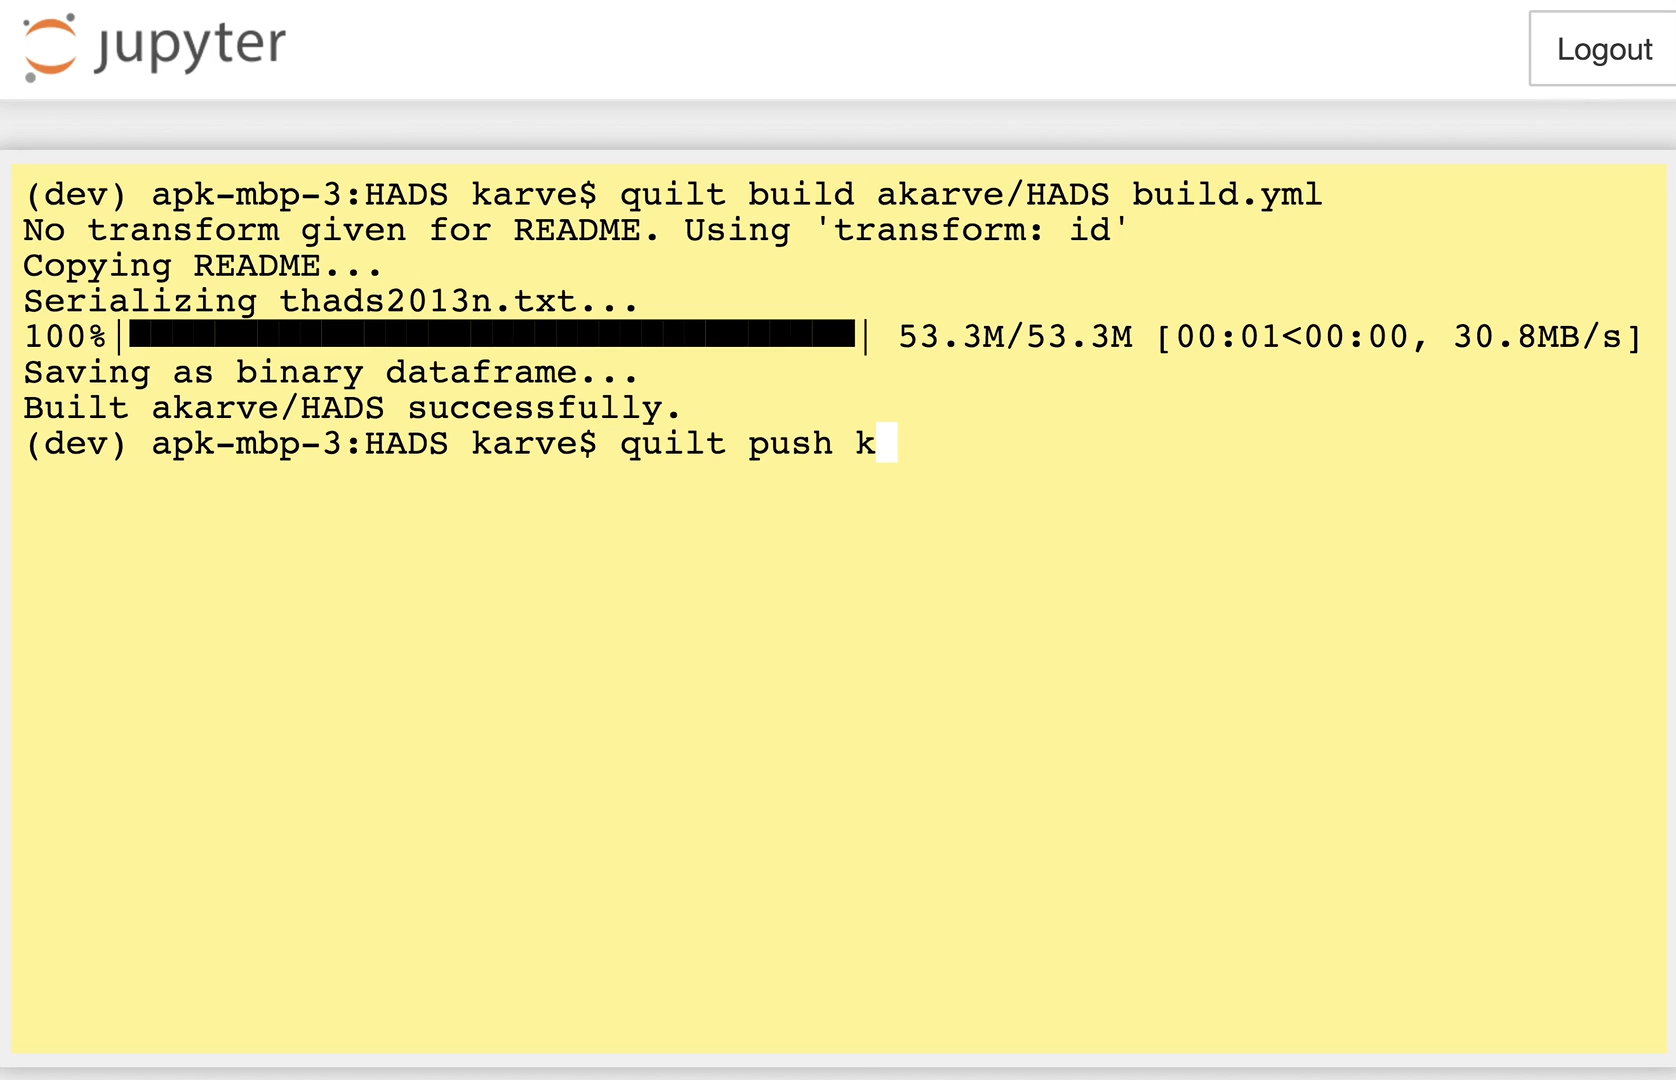 jupyter
Logout
(dev) apk-mbp-3:HADS karve$ quilt build akarve/HADS build.yml
No transform given for README. Using 'transform: id'
Copying README...
Serializing thads2013n.txt...
100%|██████████████████████████████████| 53.3M/53.3M [00:01<00:00, 30.8MB/s]
Saving as binary dataframe...
Built akarve/HADS successfully.
(dev) apk-mbp-3:HADS karve$ quilt push k